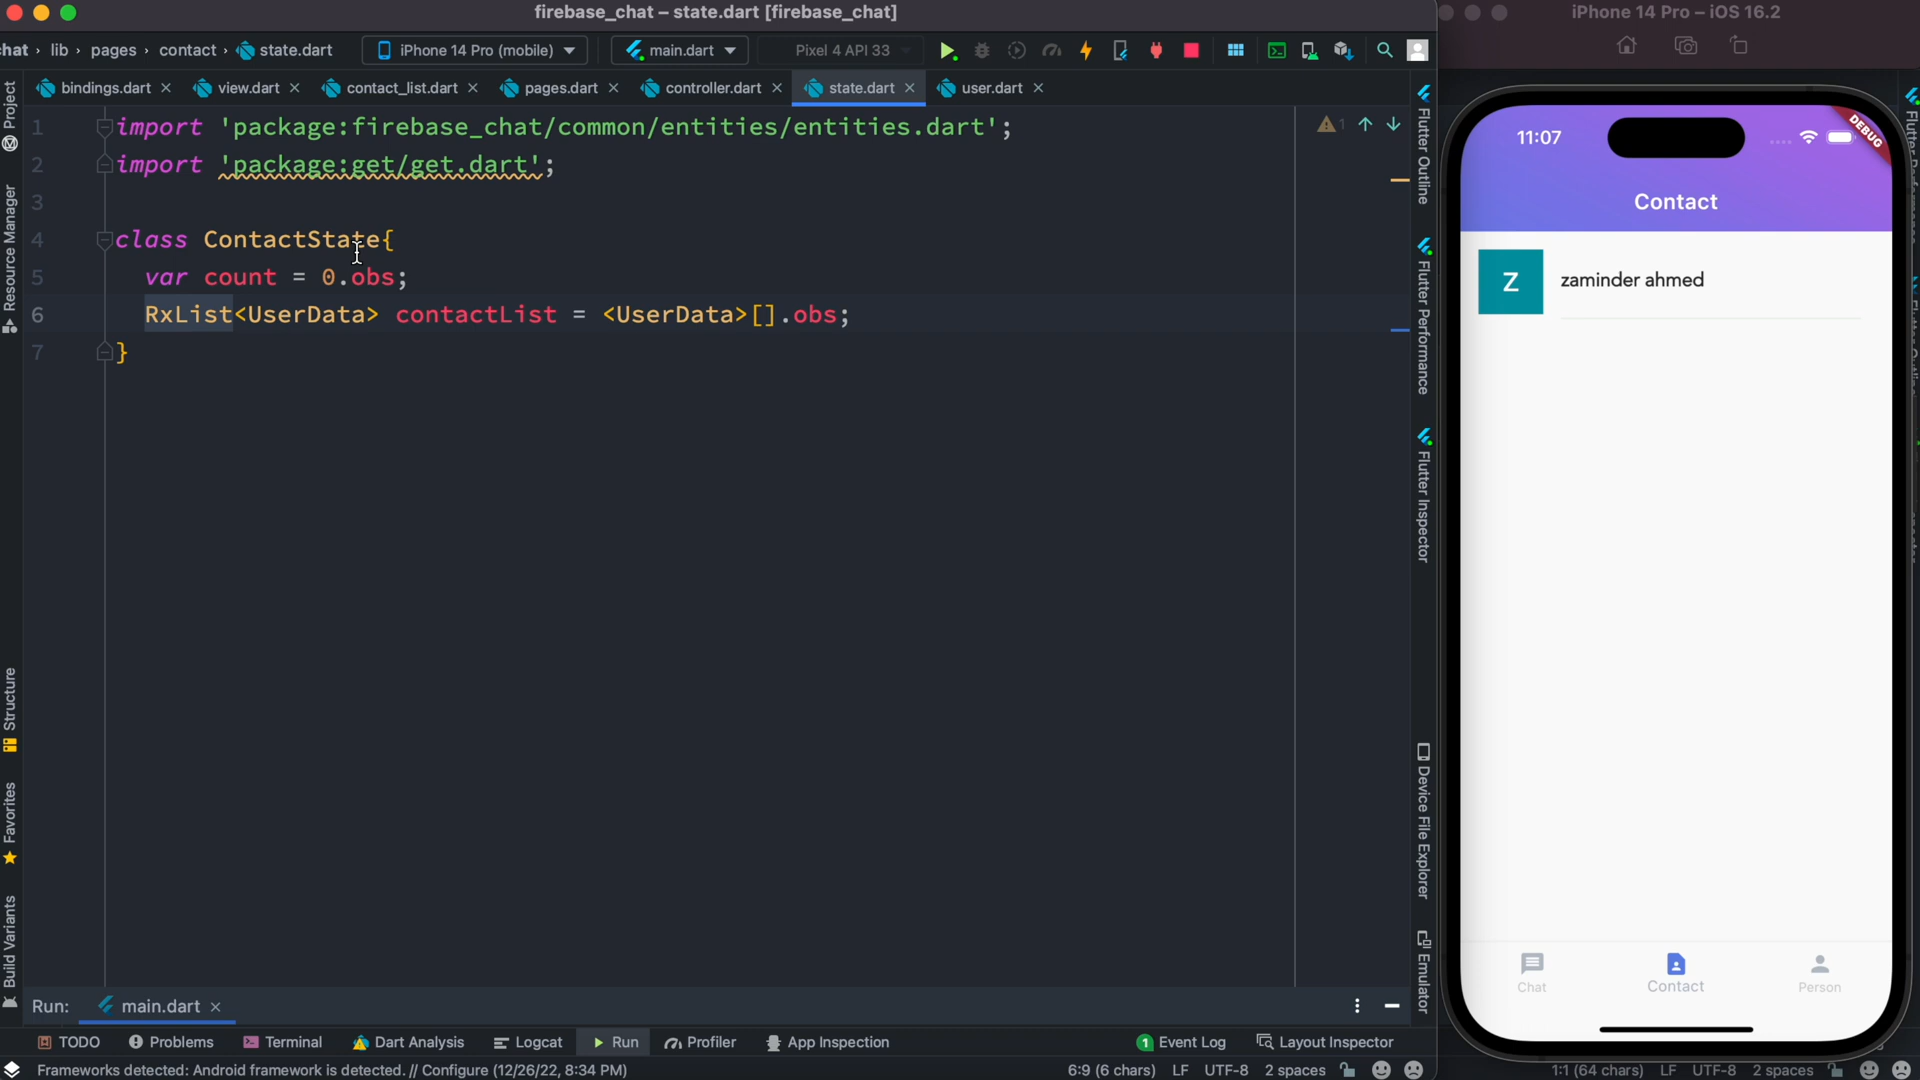 firebase_chat – state.dart [firebase_chat]
iPhone 14 Pro – iOS 16.2
hat › lib › pages › contact › state.dart
iPhone 14 Pro (mobile)
main.dart
Pixel 4 API 33
bindings.dart
view.dart
contact_list.dart
pages.dart
controller.dart
state.dart
user.dart
1 import 'package:firebase_chat/common/entities/entities.dart';
2 import 'package:get/get.dart';
3
4 class ContactState{
5 var count = 0.obs;
6 RxList<UserData> contactList = <UserData>[].obs;
7 }
1
Project
Resource Manager
Structure
Favorites
Build Variants
Flutter Outline
Flutter Performance
Flutter Inspector
Device File Explorer
Emulator
11:07
DEBUG
Contact
Z
zaminder ahmed
Chat
Contact
Person
Run:
main.dart
TODO
Problems
Terminal
Dart Analysis
Logcat
Run
Profiler
App Inspection
1 Event Log
Layout Inspector
Frameworks detected: Android framework is detected. // Configure (12/26/22, 8:34 PM)
6:9 (6 chars)
LF
UTF-8
2 spaces
1:1 (64 chars)
LF
UTF-8
2 spaces